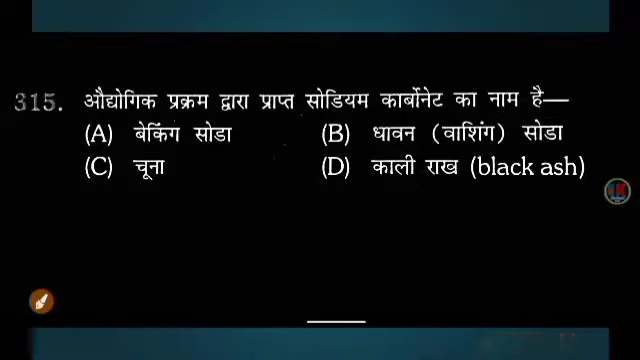 315. औद्योगिक प्रक्रम द्वारा प्राप्त सोडियम कार्बोनेट का नाम है—
(A) बेकिंग सोडा (B) धावन (वाशिंग) सोडा
(C) चूना (D) काली राख (black ash)